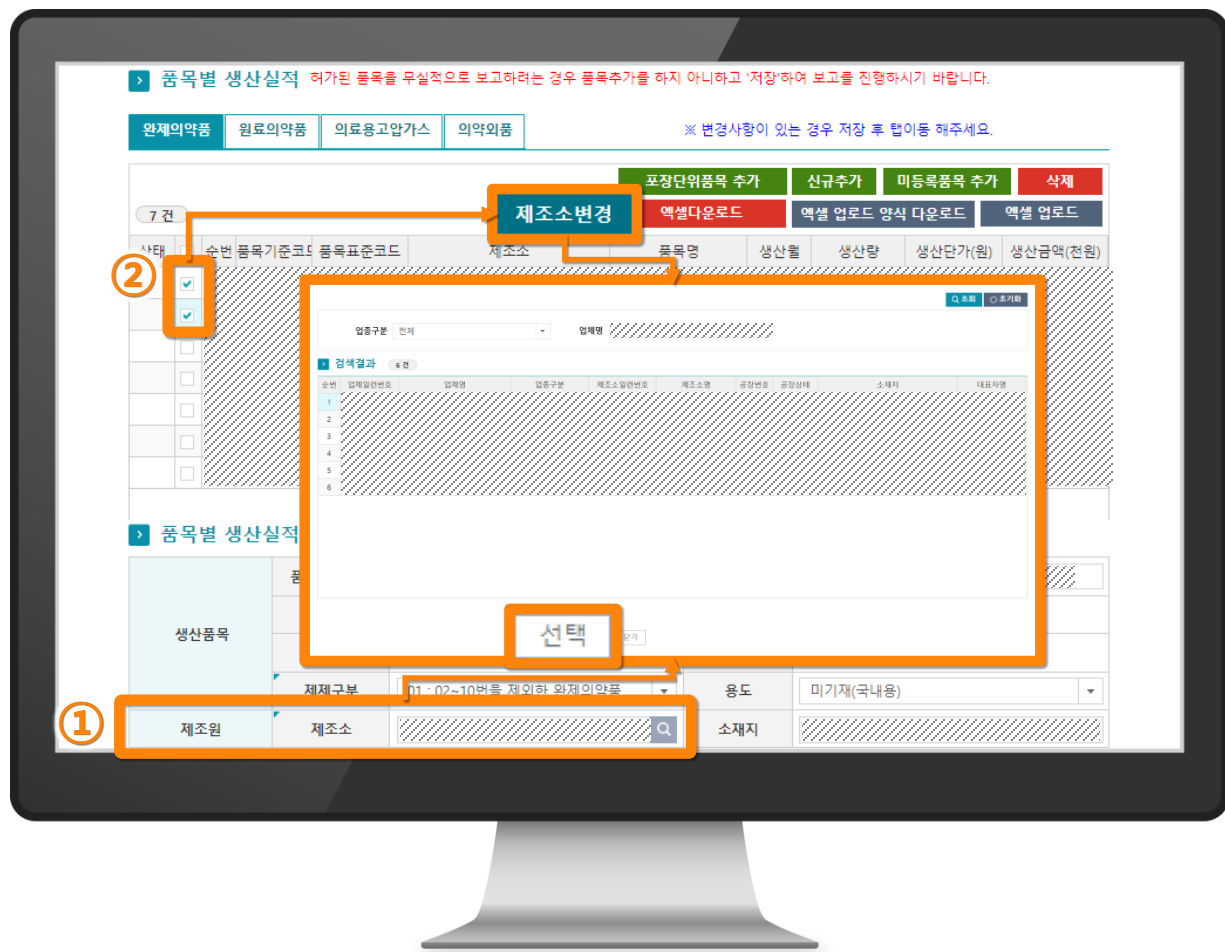 품목별 생산실적 허가된 품목을 무실적으로 보고하려는 경우 품목추가를 하지 아니하고 '저장'하여 보고를 진행하시기 바랍니다.
완제의약품 원료의약품 의료용고압가스 의약외품 ※ 변경사항이 있는 경우 저장 후 탭이동 해주세요.
포장단위품목 추가 신규추가 미등록품목 추가 삭제
7 건 제조소변경 엑셀다운로드 엑셀 업로드 양식 다운로드 엑셀 업로드
상태 순번 품목기준코드 품목표준코드 제조소 품목명 생산월 생산량 생산단가(원) 생산금액(천원)
②
조회 초기화
업종구분 전체 업체명
검색결과 6 건
순번 업체일련번호 업체명 업종구분 제조소일련번호 제조소명 공장번호 공장상태 소재지 대표자명
1
2
3
4
5
6
품목별 생산실적
품
생산품목
선택 닫기
제제구분 01 : 02~10번을 제외한 완제의약품 용도 미기재(국내용)
① 제조원 제조소 소재지